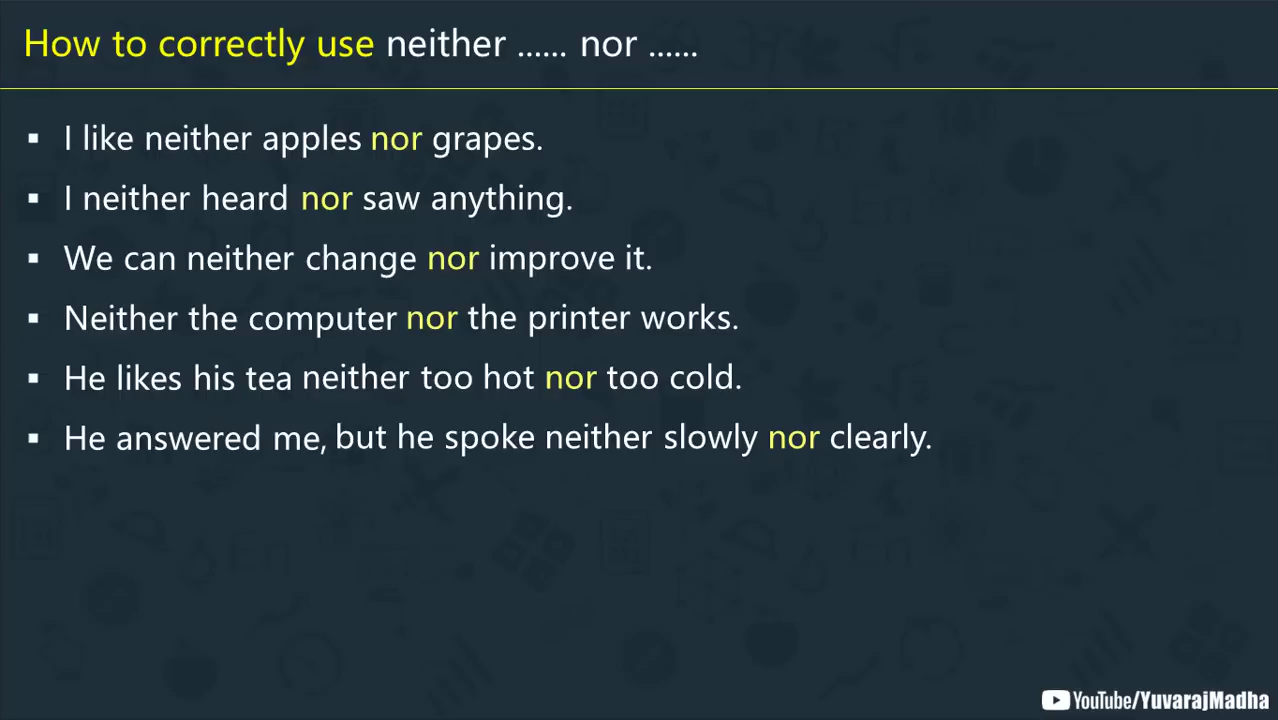 How to correctly use neither ...... nor ......
▪ I like neither apples nor grapes.
▪ I neither heard nor saw anything.
▪ We can neither change nor improve it.
▪ Neither the computer nor the printer works.
▪ He likes his tea neither too hot nor too cold.
▪ He answered me, but he spoke neither slowly nor clearly.
YouTube/YuvarajMadha